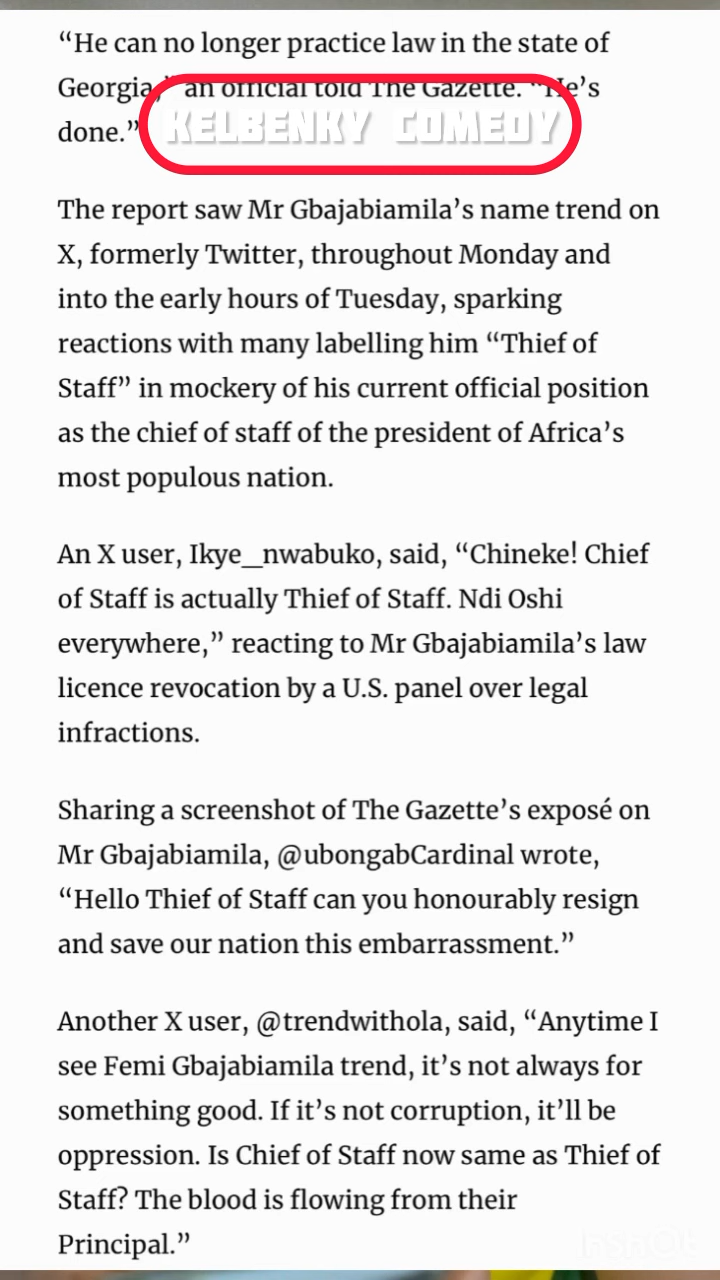 “He can no longer practice law in the state of
Georgia,” an official told The Gazette. “He’s
done.”
KELBENKY COMEDY
The report saw Mr Gbajabiamila’s name trend on
X, formerly Twitter, throughout Monday and
into the early hours of Tuesday, sparking
reactions with many labelling him “Thief of
Staff” in mockery of his current official position
as the chief of staff of the president of Africa’s
most populous nation.
An X user, Ikye_nwabuko, said, “Chineke! Chief
of Staff is actually Thief of Staff. Ndi Oshi
everywhere,” reacting to Mr Gbajabiamila’s law
licence revocation by a U.S. panel over legal
infractions.
Sharing a screenshot of The Gazette’s exposé on
Mr Gbajabiamila, @ubongabCardinal wrote,
“Hello Thief of Staff can you honourably resign
and save our nation this embarrassment.”
Another X user, @trendwithola, said, “Anytime I
see Femi Gbajabiamila trend, it’s not always for
something good. If it’s not corruption, it’ll be
oppression. Is Chief of Staff now same as Thief of
Staff? The blood is flowing from their
Principal.”